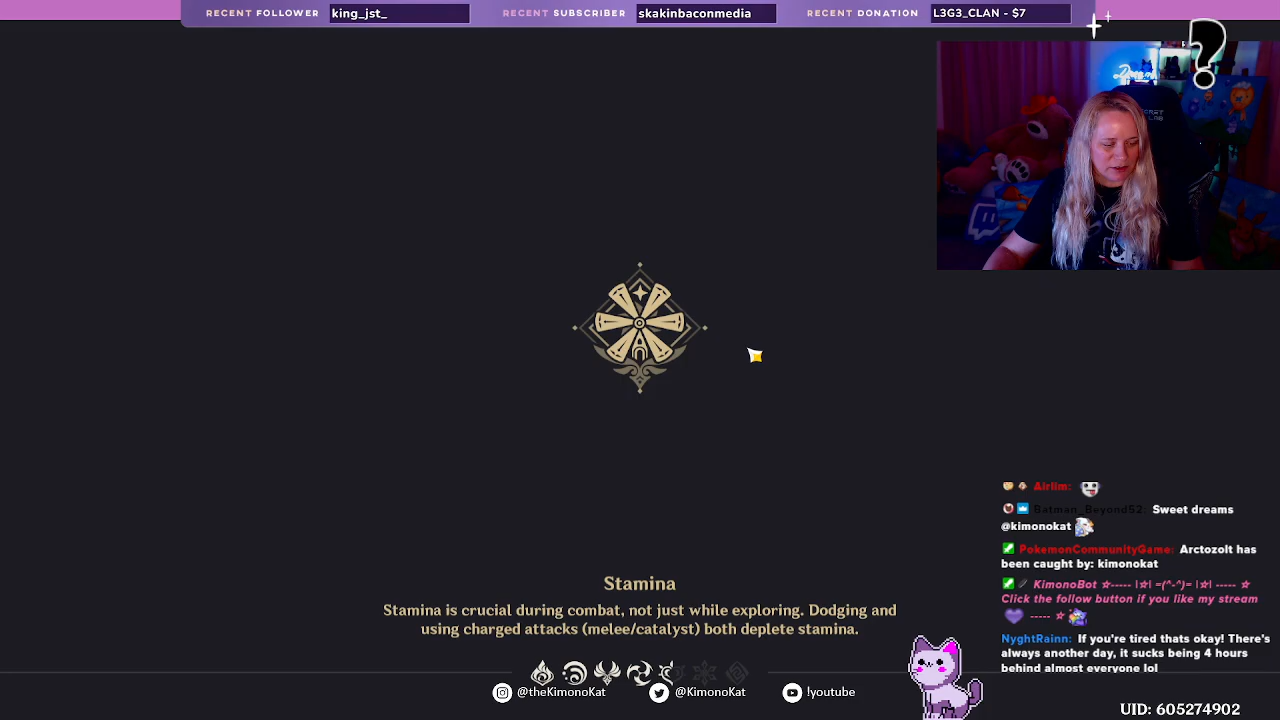 RECENT FOLLOWER king_jst_ RECENT SUBSCRIBER skakinbaconmedia RECENT DONATION L3G3_CLAN - $7
Airlim:
Batman_Beyond52: Sweet dreams
@kimonokat
PokemonCommunityGame: Arctozolt has
been caught by: kimonokat
KimonoBot ☆----- |☆| =(^-^)= |☆| ----- ☆
Click the follow button if you like my stream
----- ☆
NyghtRainn: If you're tired thats okay! There's
always another day, it sucks being 4 hours
behind almost everyone lol
Stamina
Stamina is crucial during combat, not just while exploring. Dodging and
using charged attacks (melee/catalyst) both deplete stamina.
@theKimonoKat @KimonoKat !youtube
UID: 605274902